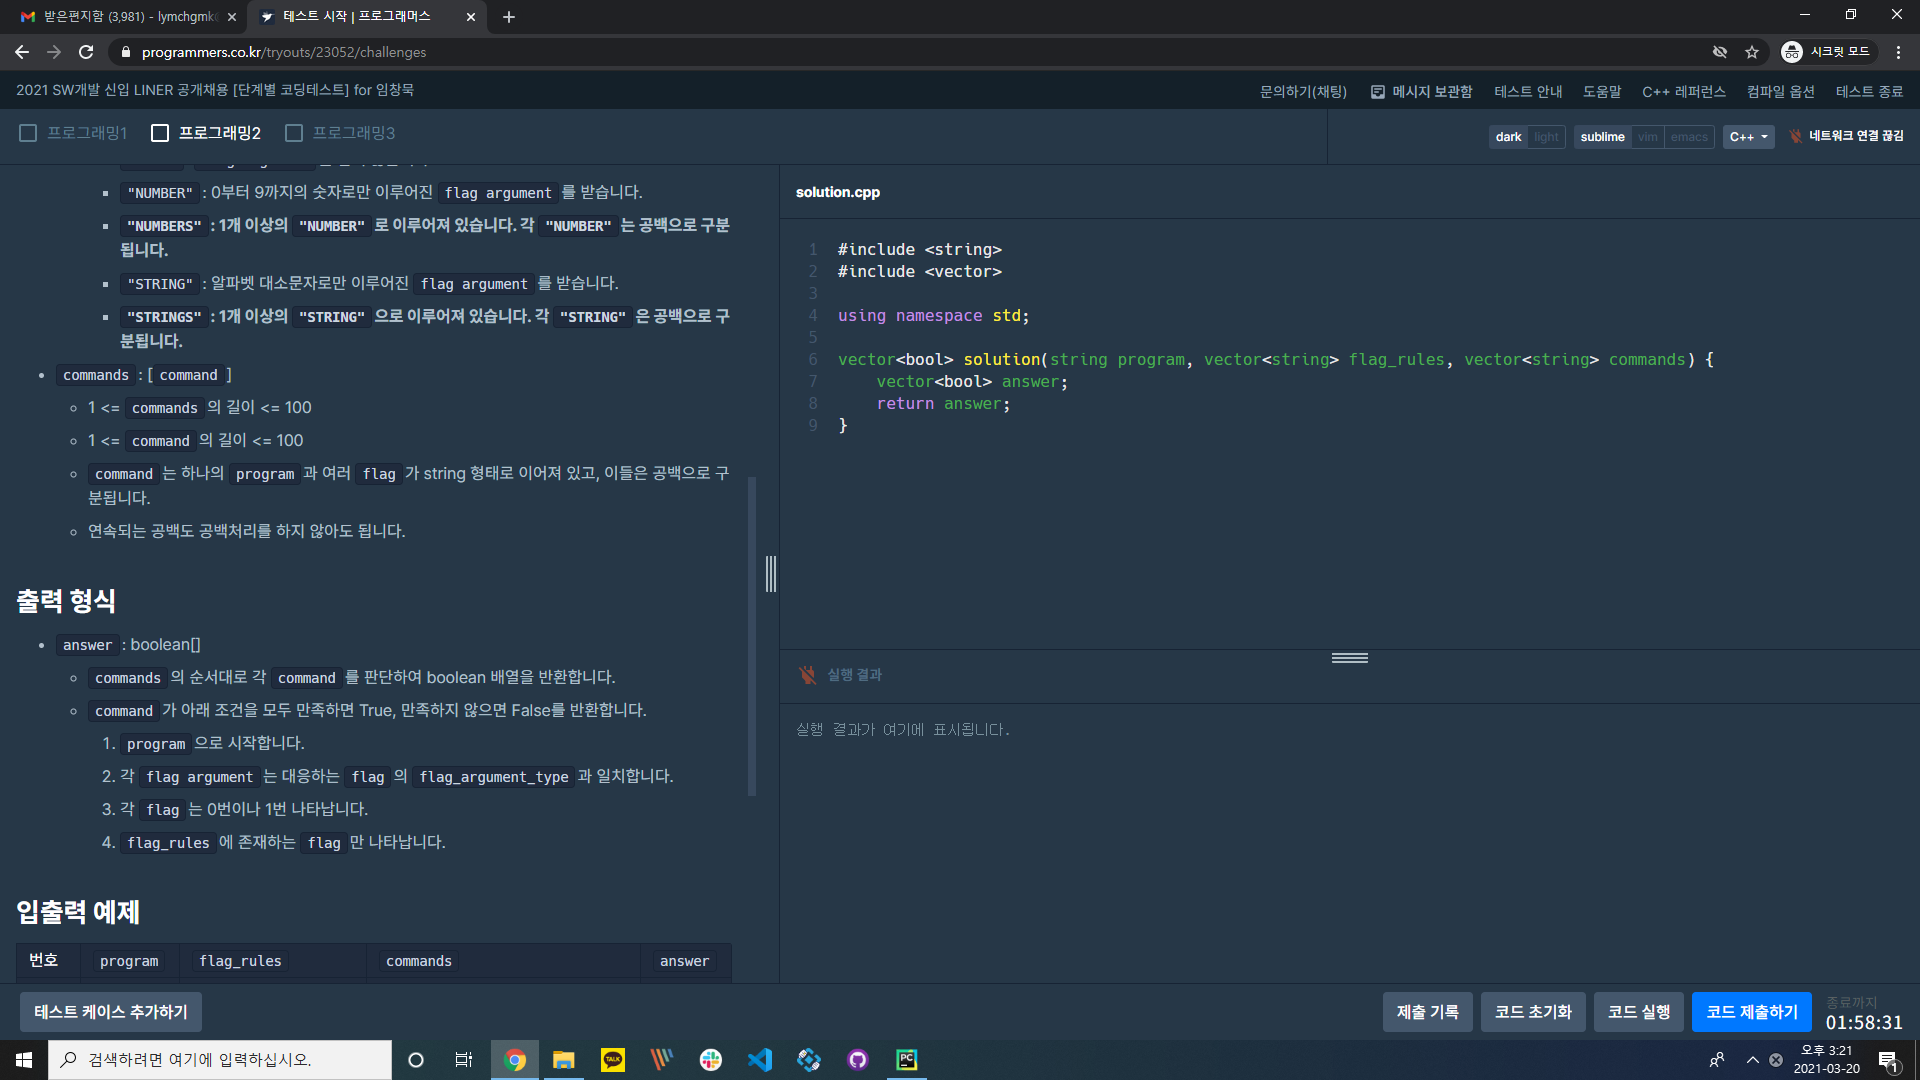 받은편지함 (3,981) - lymchgmk
테스트 시작 | 프로그래머스
programmers.co.kr/tryouts/23052/challenges
시크릿 모드
2021 SW개발 신입 LINER 공개채용 [단계별 코딩테스트] for 임창묵
문의하기(채팅) 메시지 보관함 테스트 안내 도움말 C++ 레퍼런스 컴파일 옵션 테스트 종료
프로그래밍1 프로그래밍2 프로그래밍3
dark light sublime vim emacs C++ 네트워크 연결 끊김
"NUMBER" : 0부터 9까지의 숫자로만 이루어진 flag argument 를 받습니다.
"NUMBERS" : 1개 이상의 "NUMBER" 로 이루어져 있습니다. 각 "NUMBER" 는 공백으로 구분
됩니다.
"STRING" : 알파벳 대소문자로만 이루어진 flag argument 를 받습니다.
"STRINGS" : 1개 이상의 "STRING" 으로 이루어져 있습니다. 각 "STRING" 은 공백으로 구
분됩니다.
commands : [ command ]
1 <= commands 의 길이 <= 100
1 <= command 의 길이 <= 100
command 는 하나의 program 과 여러 flag 가 string 형태로 이어져 있고, 이들은 공백으로 구
분됩니다.
연속되는 공백도 공백처리를 하지 않아도 됩니다.
출력 형식
answer : boolean[]
commands 의 순서대로 각 command 를 판단하여 boolean 배열을 반환합니다.
command 가 아래 조건을 모두 만족하면 True, 만족하지 않으면 False를 반환합니다.
1. program 으로 시작합니다.
2. 각 flag argument 는 대응하는 flag 의 flag_argument_type 과 일치합니다.
3. 각 flag 는 0번이나 1번 나타납니다.
4. flag_rules 에 존재하는 flag 만 나타납니다.
입출력 예제
번호 program flag_rules commands answer
solution.cpp
1 #include <string>
2 #include <vector>
3
4 using namespace std;
5
6 vector<bool> solution(string program, vector<string> flag_rules, vector<string> commands) {
7 vector<bool> answer;
8 return answer;
9 }
실행 결과
실행 결과가 여기에 표시됩니다.
테스트 케이스 추가하기 제출 기록 코드 초기화 코드 실행 코드 제출하기
종료까지
01:58:31
검색하려면 여기에 입력하십시오.
TALK
PC
오후 3:21
2021-03-20
1